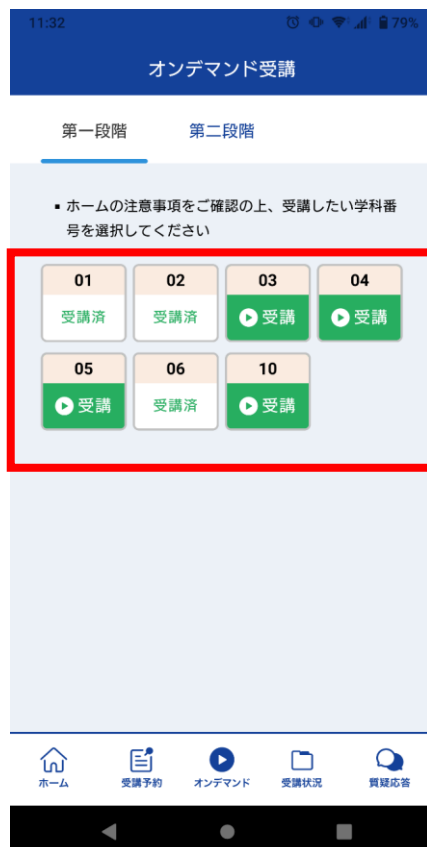 11:32 79%
オンデマンド受講
第一段階 第二段階
▪ ホームの注意事項をご確認の上、受講したい学科番
号を選択してください
01 02 03 04
受講済 受講済 受講 受講
05 06 10
受講 受講済 受講
ホーム 受講予約 オンデマンド 受講状況 質疑応答